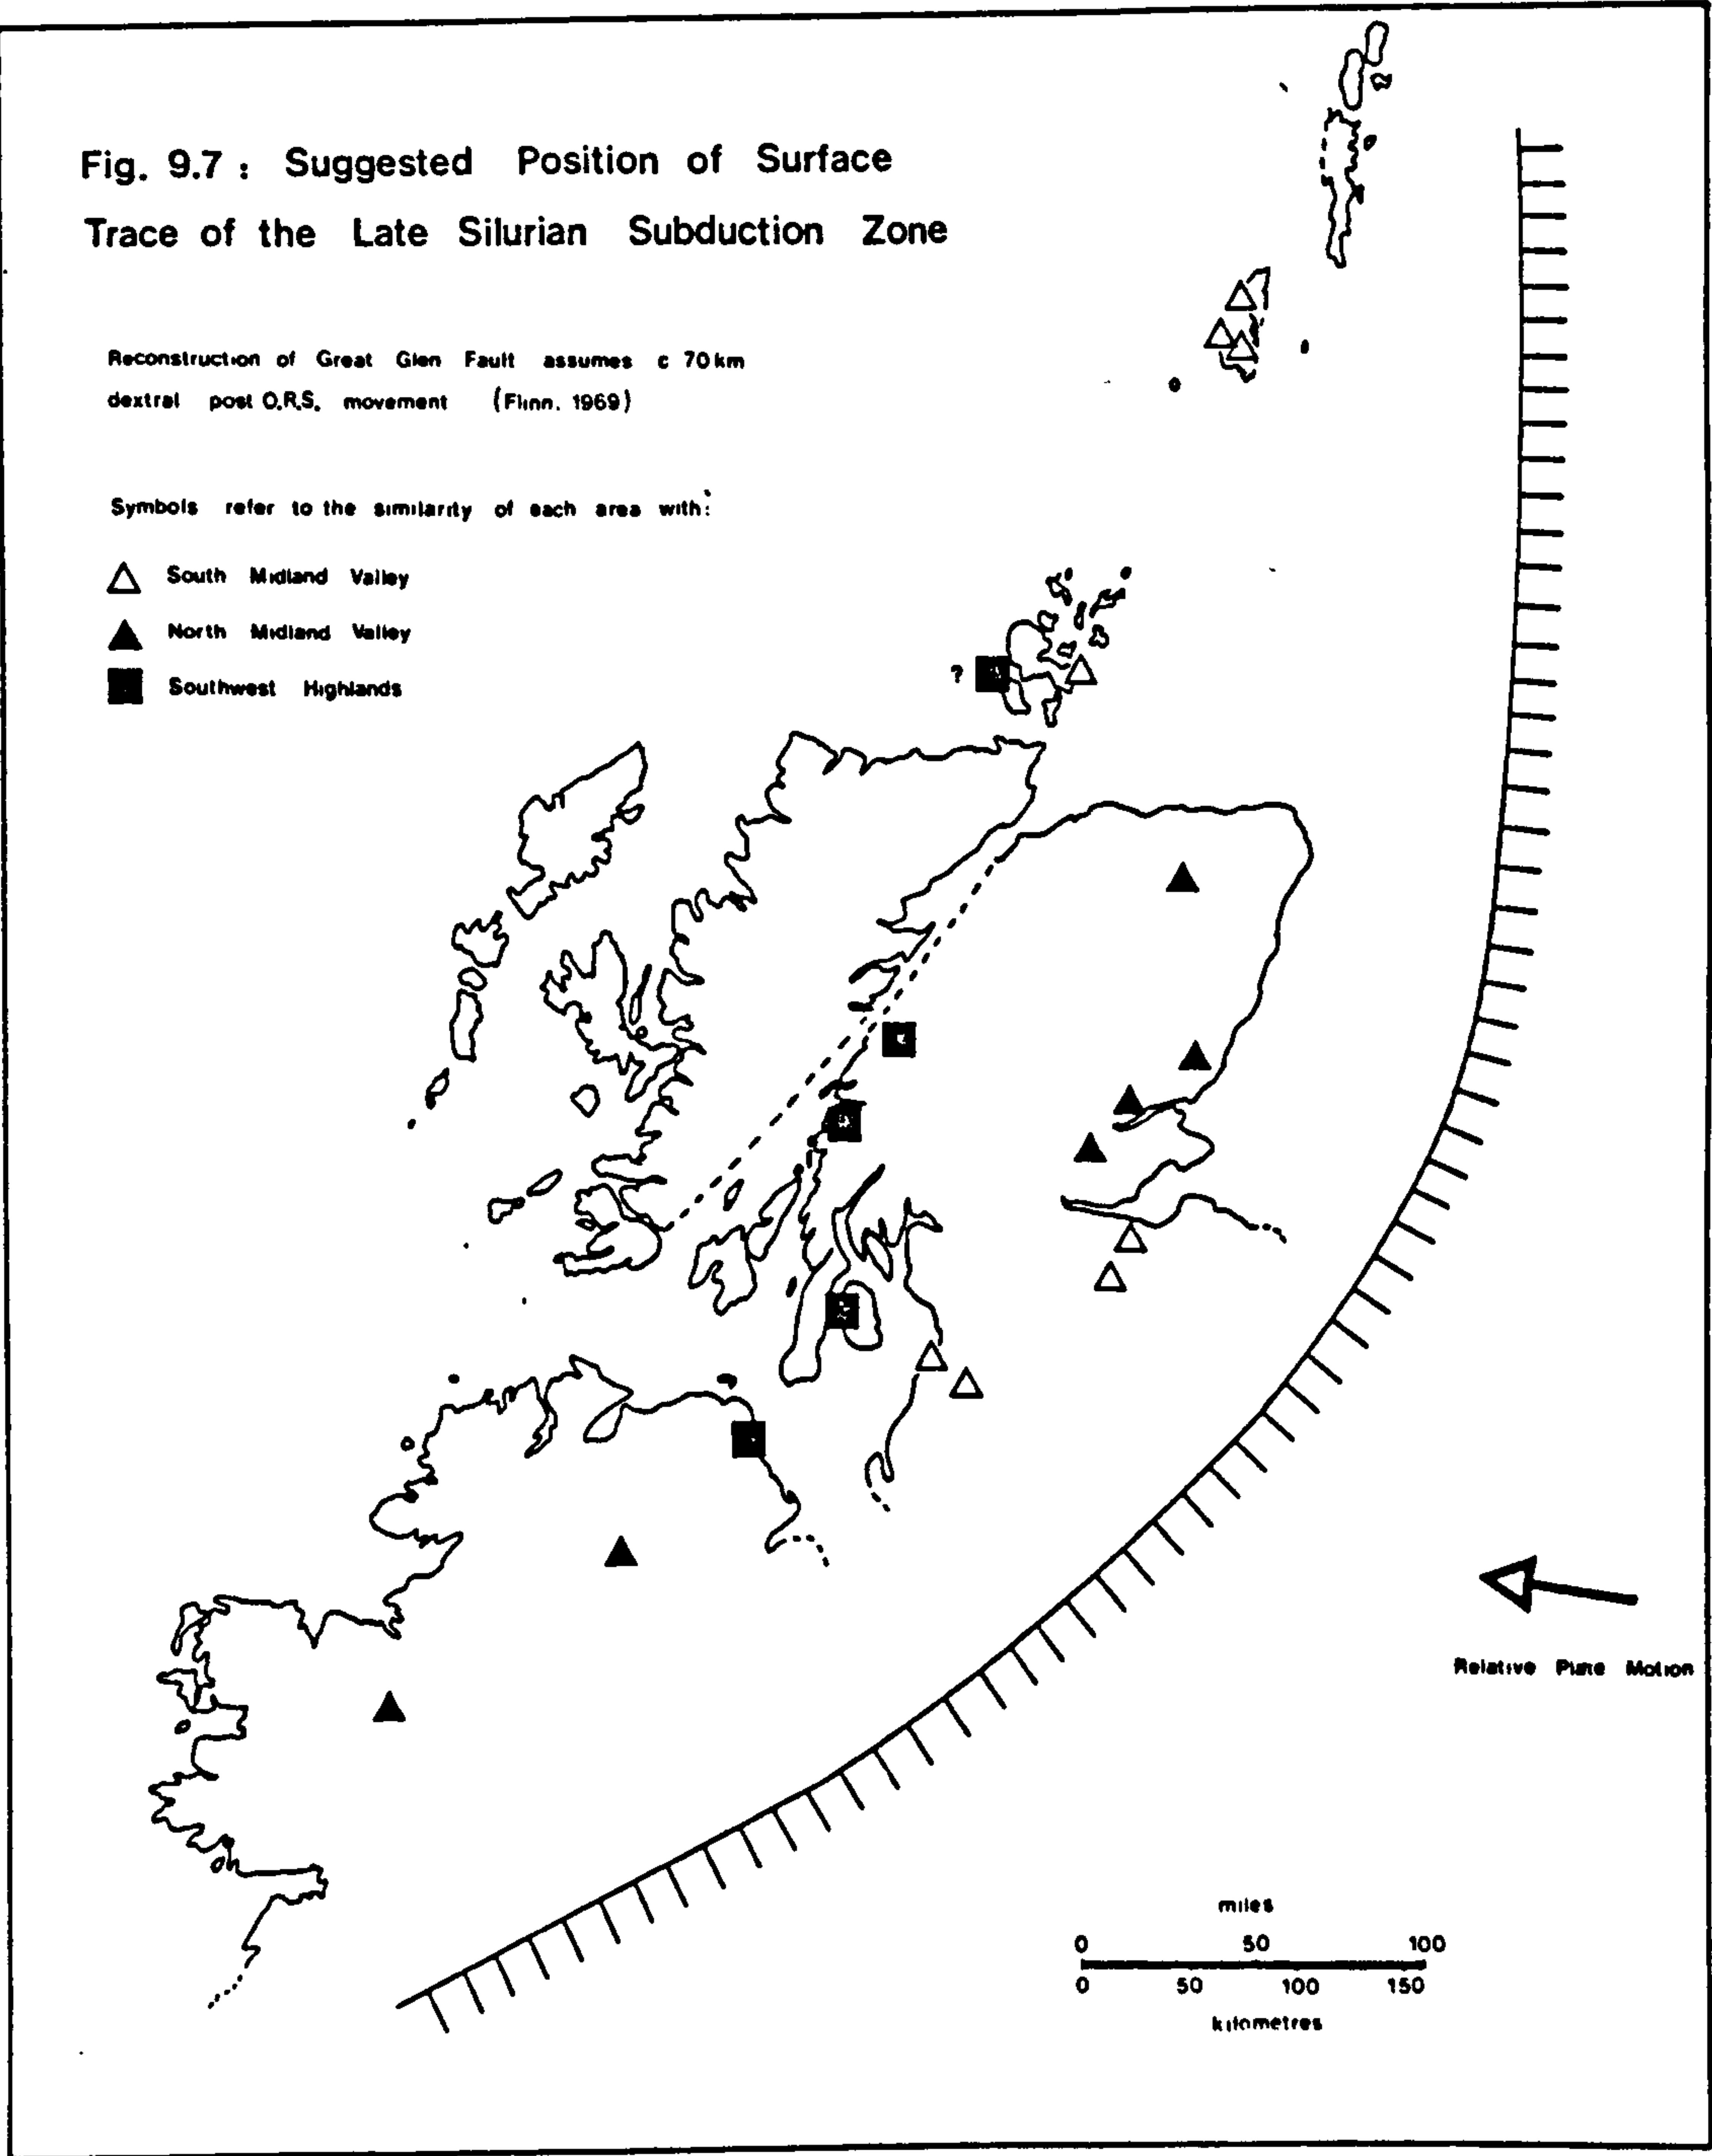 Fig. 9.7 : Suggested Position of Surface
Trace of the Late Silurian Subduction Zone
Reconstruction of Great Glen Fault assumes c 70km
dextral post O.R.S. movement (Flinn. 1969)
Symbols refer to the similarity of each area with:
South Midland Valley
North Midland Valley
Southwest Highlands
?
Relative Plate Motion
miles
0 50 100
0 50 100 150
kilometres